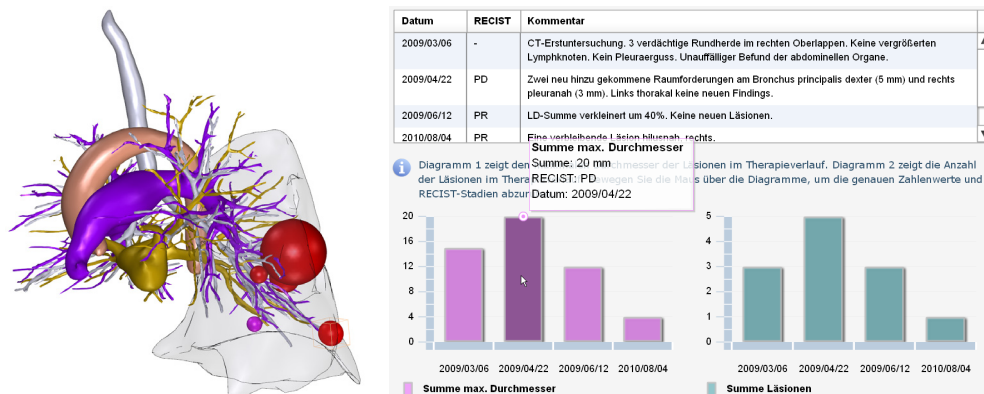 Datum RECIST Kommentar
2009/03/06 - CT-Erstuntersuchung. 3 verdächtige Rundherde im rechten Oberlappen. Keine vergrößerten
Lymphknoten. Kein Pleuraerguss. Unauffälliger Befund der abdominellen Organe.
2009/04/22 PD Zwei neu hinzu gekommene Raumforderungen am Bronchus principalis dexter (5 mm) und rechts
pleuranah (3 mm). Links thorakal keine neuen Findings.
2009/06/12 PR LD-Summe verkleinert um 40%. Keine neuen Läsionen.
2010/08/04 PR Eine verbleibende Läsion hilusnah, rechts.
Summe max. Durchmesser
Summe: 20 mm
RECIST: PD
Datum: 2009/04/22
Diagramm 1 zeigt den Durchmesser der Läsionen im Therapieverlauf. Diagramm 2 zeigt die Anzahl
der Läsionen im Thera Bewegen Sie die Maus über die Diagramme, um die genauen Zahlenwerte und
RECIST-Stadien abzur
20
16
12
8
4
0
2009/03/06 2009/04/22 2009/06/12 2010/08/04
Summe max. Durchmesser
5
4
3
2
1
0
2009/03/06 2009/04/22 2009/06/12 2010/08/04
Summe Läsionen